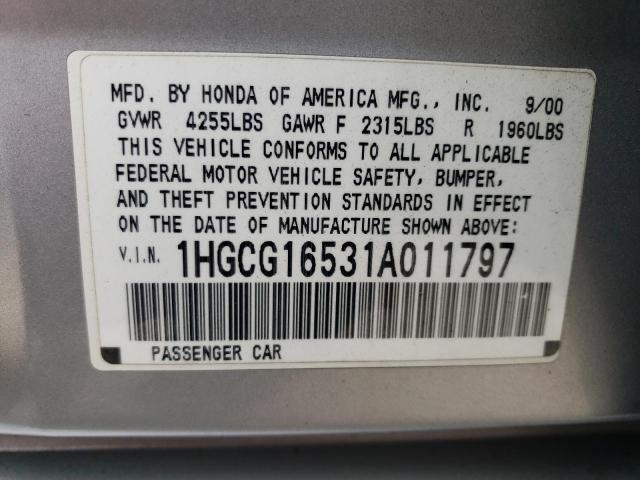 MFD. BY HONDA OF AMERICA MFG., INC. 9/00
GVWR 4255LBS GAWR F 2315LBS R 1960LBS
THIS VEHICLE CONFORMS TO ALL APPLICABLE
FEDERAL MOTOR VEHICLE SAFETY, BUMPER,
AND THEFT PREVENTION STANDARDS IN EFFECT
ON THE DATE OF MANUFACTURE SHOWN ABOVE:
V.I.N. 1HGCG16531A011797
PASSENGER CAR